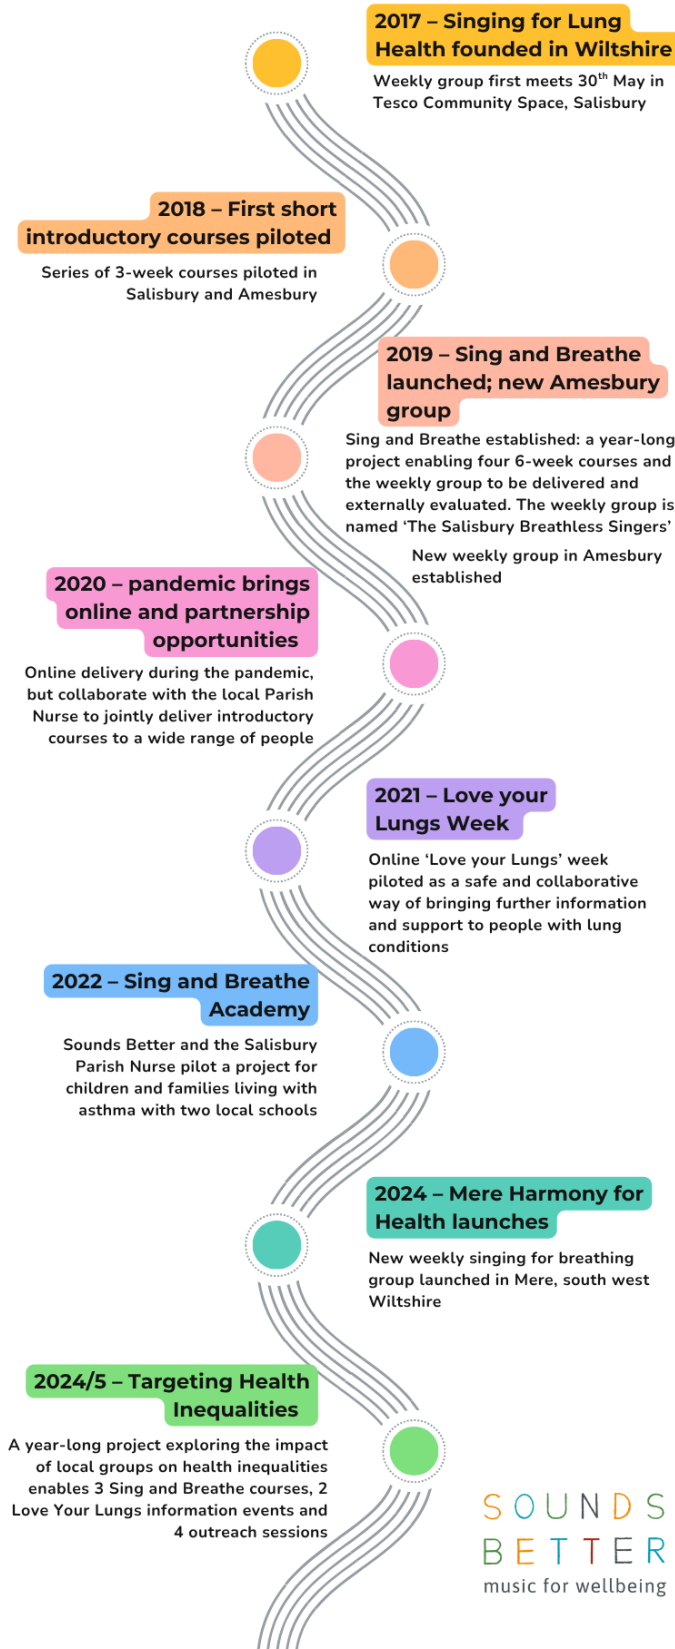 2017 – Singing for Lung
Health founded in Wiltshire
Weekly group first meets 30th May in
Tesco Community Space, Salisbury
2018 – First short
introductory courses piloted
Series of 3-week courses piloted in
Salisbury and Amesbury
2019 – Sing and Breathe
launched; new Amesbury
group
Sing and Breathe established: a year-long
project enabling four 6-week courses and
the weekly group to be delivered and
externally evaluated. The weekly group is
named ‘The Salisbury Breathless Singers’
New weekly group in Amesbury
established
2020 – pandemic brings
online and partnership
opportunities
Online delivery during the pandemic,
but collaborate with the local Parish
Nurse to jointly deliver introductory
courses to a wide range of people
2021 – Love your
Lungs Week
Online ‘Love your Lungs’ week
piloted as a safe and collaborative
way of bringing further information
and support to people with lung
conditions
2022 – Sing and Breathe
Academy
Sounds Better and the Salisbury
Parish Nurse pilot a project for
children and families living with
asthma with two local schools
2024 – Mere Harmony for
Health launches
New weekly singing for breathing
group launched in Mere, south west
Wiltshire
2024/5 – Targeting Health
Inequalities
A year-long project exploring the impact
of local groups on health inequalities
enables 3 Sing and Breathe courses, 2
Love Your Lungs information events and
4 outreach sessions
SOUNDS
BETTER
music for wellbeing